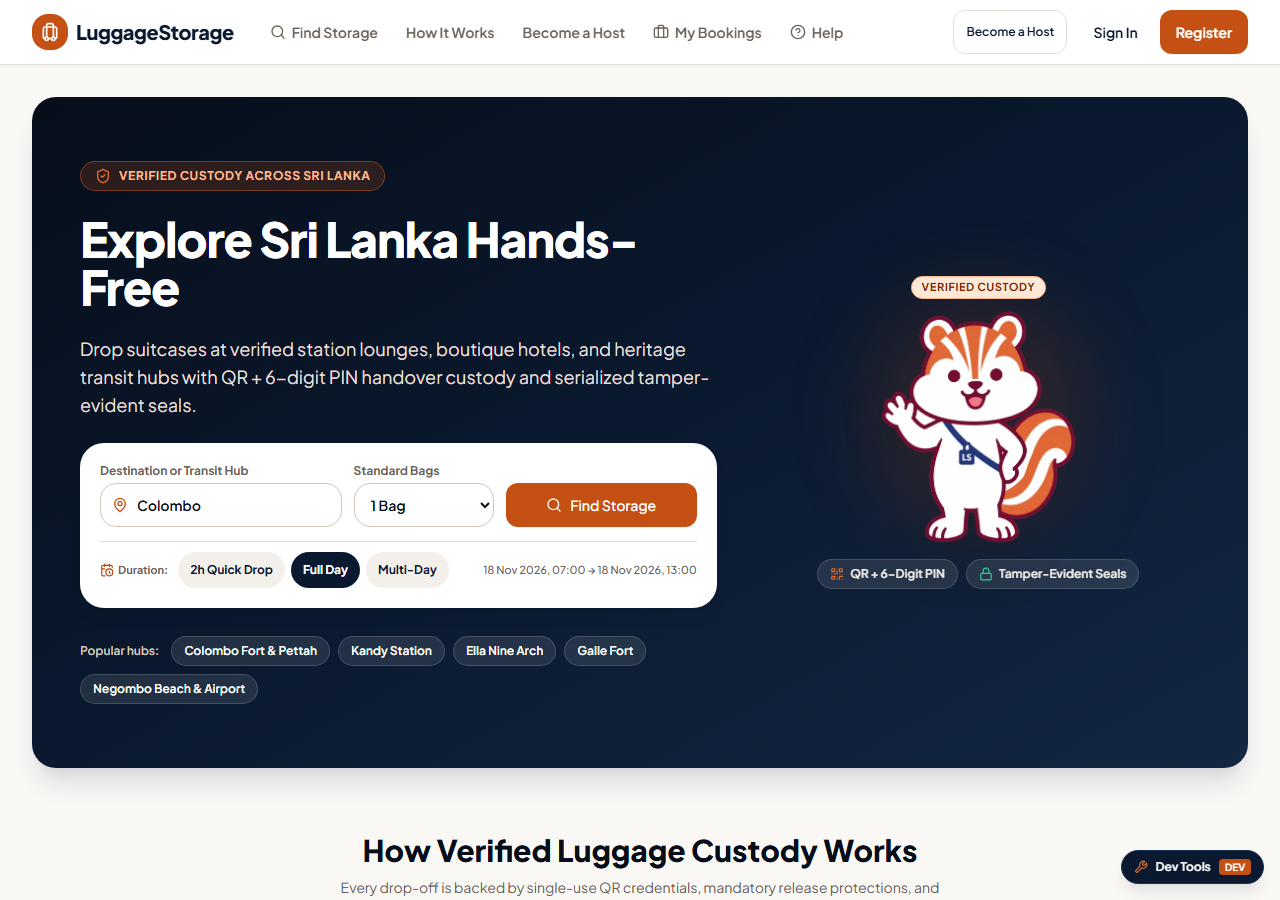 LuggageStorage
Find Storage
How It Works
Become a Host
My Bookings
Help
Become a Host
Sign In
Register
VERIFIED CUSTODY ACROSS SRI LANKA
Explore Sri Lanka Hands-
Free
Drop suitcases at verified station lounges, boutique hotels, and heritage
transit hubs with QR + 6-digit PIN handover custody and serialized tamper-
evident seals.
Destination or Transit Hub
Standard Bags
Colombo
1 Bag
Find Storage
Duration:
2h Quick Drop
Full Day
Multi-Day
18 Nov 2026, 07:00 → 18 Nov 2026, 13:00
Popular hubs:
Colombo Fort & Pettah
Kandy Station
Ella Nine Arch
Galle Fort
Negombo Beach & Airport
VERIFIED CUSTODY
LS
QR + 6-Digit PIN
Tamper-Evident Seals
How Verified Luggage Custody Works
Every drop-off is backed by single-use QR credentials, mandatory release protections, and
Dev Tools
DEV